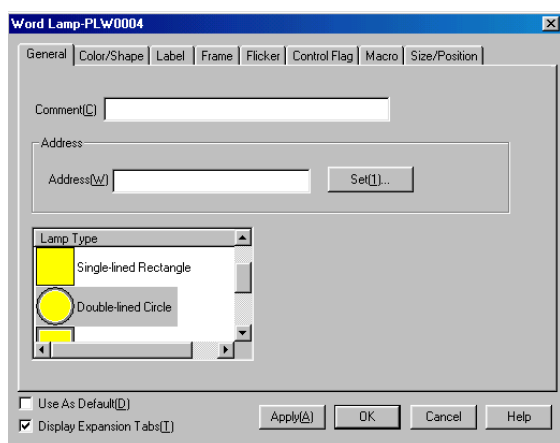 Word Lamp-PLW0004
General Color/Shape Label Frame Flicker Control Flag Macro Size/Position
Comment(C)
Address
Address(W) Set(1)...
Lamp Type
Single-lined Rectangle
Double-lined Circle
Use As Default(D)
Display Expansion Tabs(T)
Apply(A) OK Cancel Help